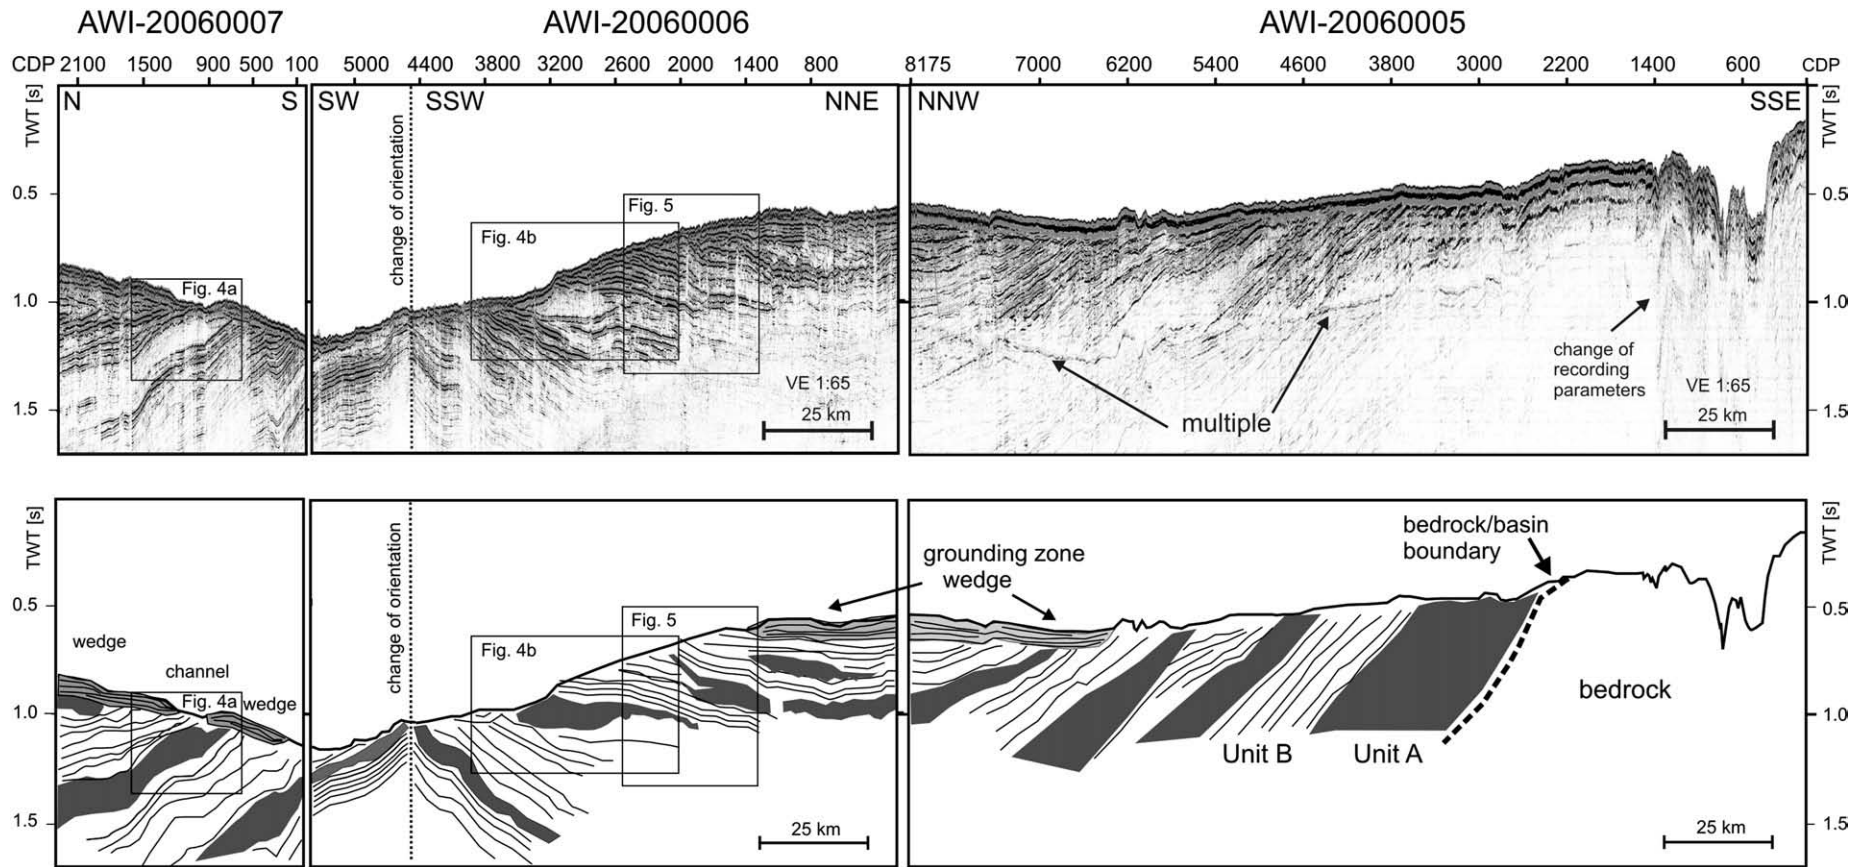 AWI-20060007 AWI-20060006 AWI-20060005
CDP 2100 1500 900 500 100 5000 4400 3800 3200 2600 2000 1400 800 8175 7000 6200 5400 4600 3800 3000 2200 1400 600 CDP
TWT [s] N S SW SSW NNE NNW SSE TWT [s]
change of orientation
0.5 0.5
Fig. 5
Fig. 4b
Fig. 4a
1.0 1.0
change of
recording
parameters
VE 1:65 VE 1:65
25 km 25 km
multiple
1.5 1.5
TWT [s] TWT [s]
change of orientation
bedrock/basin
boundary
grounding zone
wedge
0.5 0.5
Fig. 5
wedge
Fig. 4b
channel
Fig. 4a wedge
bedrock
1.0 1.0
Unit B Unit A
1.5 1.5
25 km 25 km